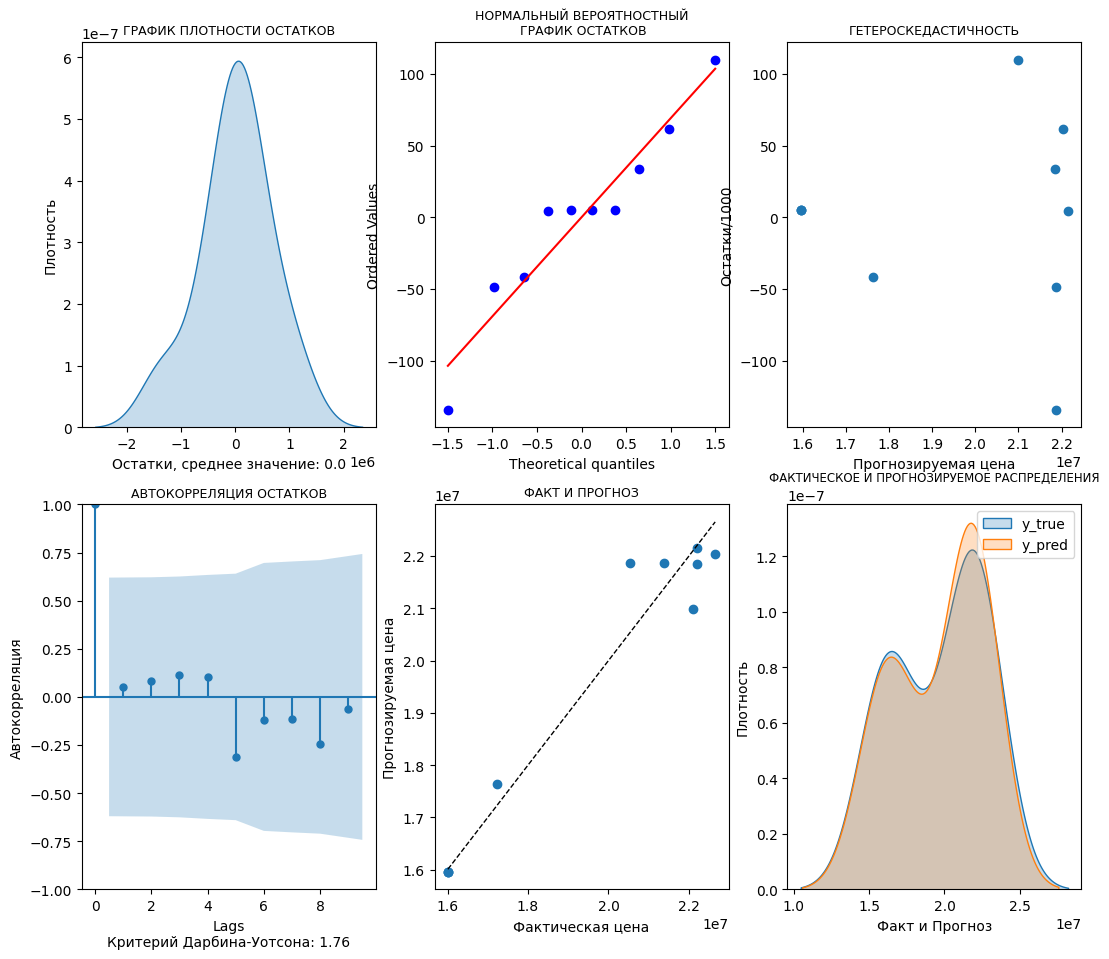 НОРМАЛЬНЫЙ ВЕРОЯТНОСТНЫЙ
ГРАФИК ОСТАТКОВ
ГРАФИК ПЛОТНОСТИ ОСТАТКОВ
1e−7
6
5
4
3
2
1
0
Плотность
−2 −1 0 1 2
1e6
Остатки, среднее значение: 0.0
100
50
0
−50
−100
Ordered Values
−1.5 −1.0 −0.5 0.0 0.5 1.0 1.5
Theoretical quantiles
ГЕТЕРОСКЕДАСТИЧНОСТЬ
100
50
0
−50
−100
Остатки/1000
1.6 1.7 1.8 1.9 2.0 2.1 2.2
1e7
Прогнозируемая цена
АВТОКОРРЕЛЯЦИЯ ОСТАТКОВ
1.00
0.75
0.50
0.25
0.00
−0.25
−0.50
−0.75
−1.00
Автокорреляция
0 2 4 6 8
Lags
Критерий Дарбина-Уотсона: 1.76
ФАКТ И ПРОГНОЗ
1e7
2.2
2.1
2.0
1.9
1.8
1.7
1.6
Прогнозируемая цена
1.6 1.8 2.0 2.2
1e7
Фактическая цена
ФАКТИЧЕСКОЕ И ПРОГНОЗИРУЕМОЕ РАСПРЕДЕЛЕНИЯ
1e−7
y_true
y_pred
1.2
1.0
0.8
0.6
0.4
0.2
0.0
Плотность
1.0 1.5 2.0 2.5
1e7
Факт и Прогноз